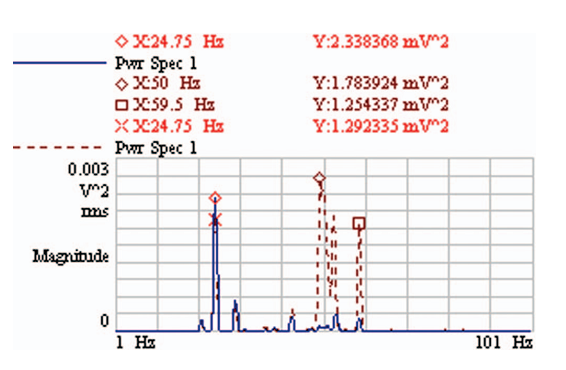 X:24.75 Hz Y:2.338368 mV^2
Pwr Spec 1
X:50 Hz Y:1.783924 mV^2
X:59.5 Hz Y:1.254337 mV^2
X:24.75 Hz Y:1.292335 mV^2
Pwr Spec 1
0.003
V^2
rms
Magnitude
0
1 Hz 101 Hz